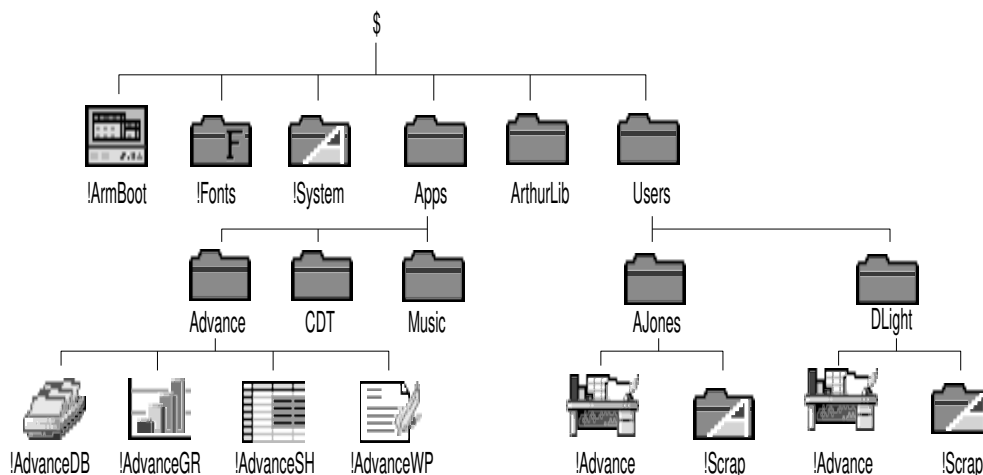 $
!ArmBoot !Fonts !System Apps ArthurLib Users
Advance CDT Music AJones DLight
!AdvanceDB !AdvanceGR !AdvanceSH !AdvanceWP !Advance !Scrap !Advance !Scrap